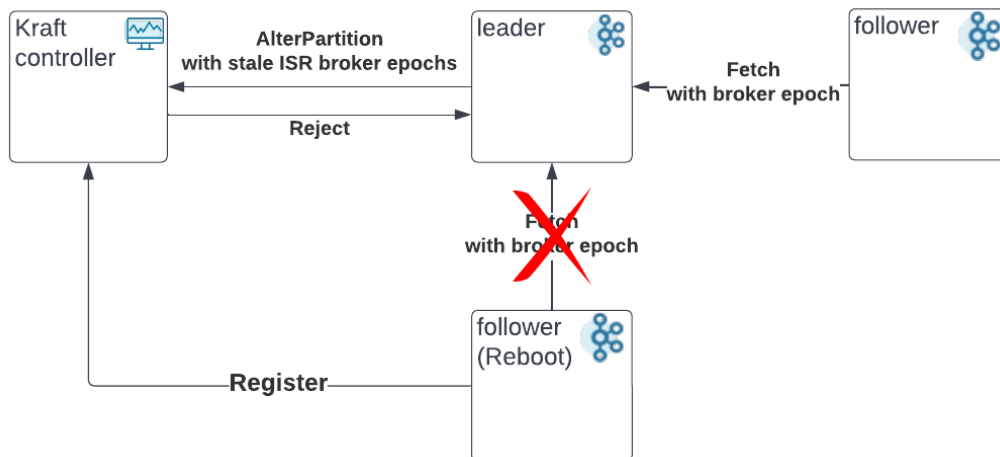 Kraft
controller
AlterPartition
with stale ISR broker epochs
Reject
leader
Fetch
with broker epoch
follower
Fetch
with broker epoch
follower
(Reboot)
Register